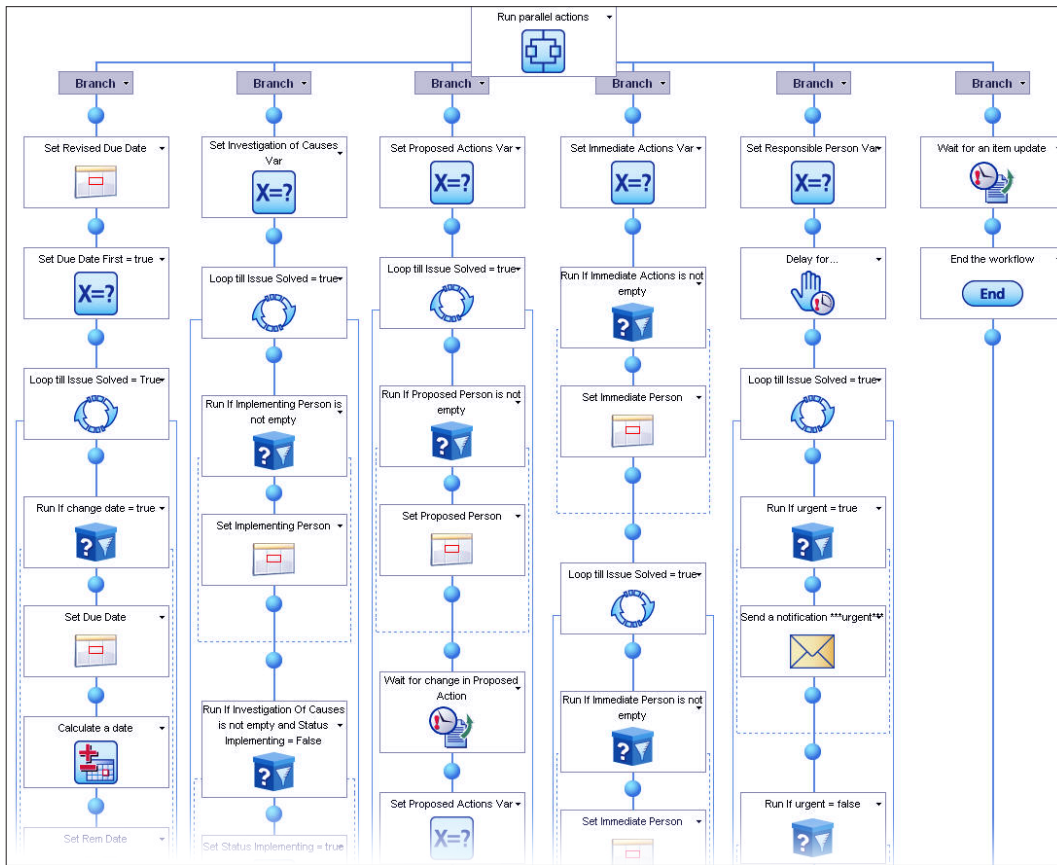 Run parallel actions
Branch
Branch
Branch
Branch
Branch
Branch
Set Revised Due Date
Set Due Date First = true
X=?
Loop till Issue Solved = True
Run If change date = true
?
Set Due Date
Calculate a date
Set Rem Date
Set Investigation of Causes
Var
X=?
Loop till Issue Solved = true
Run If Implementing Person is
not empty
?
Set Implementing Person
Run If Investigation Of Causes
is not empty and Status
Implementing = False
?
Set Status Implementing = true
Set Proposed Actions Var
X=?
Loop till Issue Solved = true
Run If Proposed Person is not
empty
?
Set Proposed Person
Wait for change in Proposed
Action
Set Proposed Actions Var
X=?
Set Immediate Actions Var
X=?
Run If Immediate Actions is not
empty
?
Set Immediate Person
Loop till Issue Solved = true
Run If Immediate Person is not
empty
?
Set Immediate Person
Set Responsible Person Var
X=?
Delay for...
Loop till Issue Solved = true
Run If urgent = true
?
Send a notification ***urgent***
Run If urgent = false
?
Wait for an item update
End the workflow
End